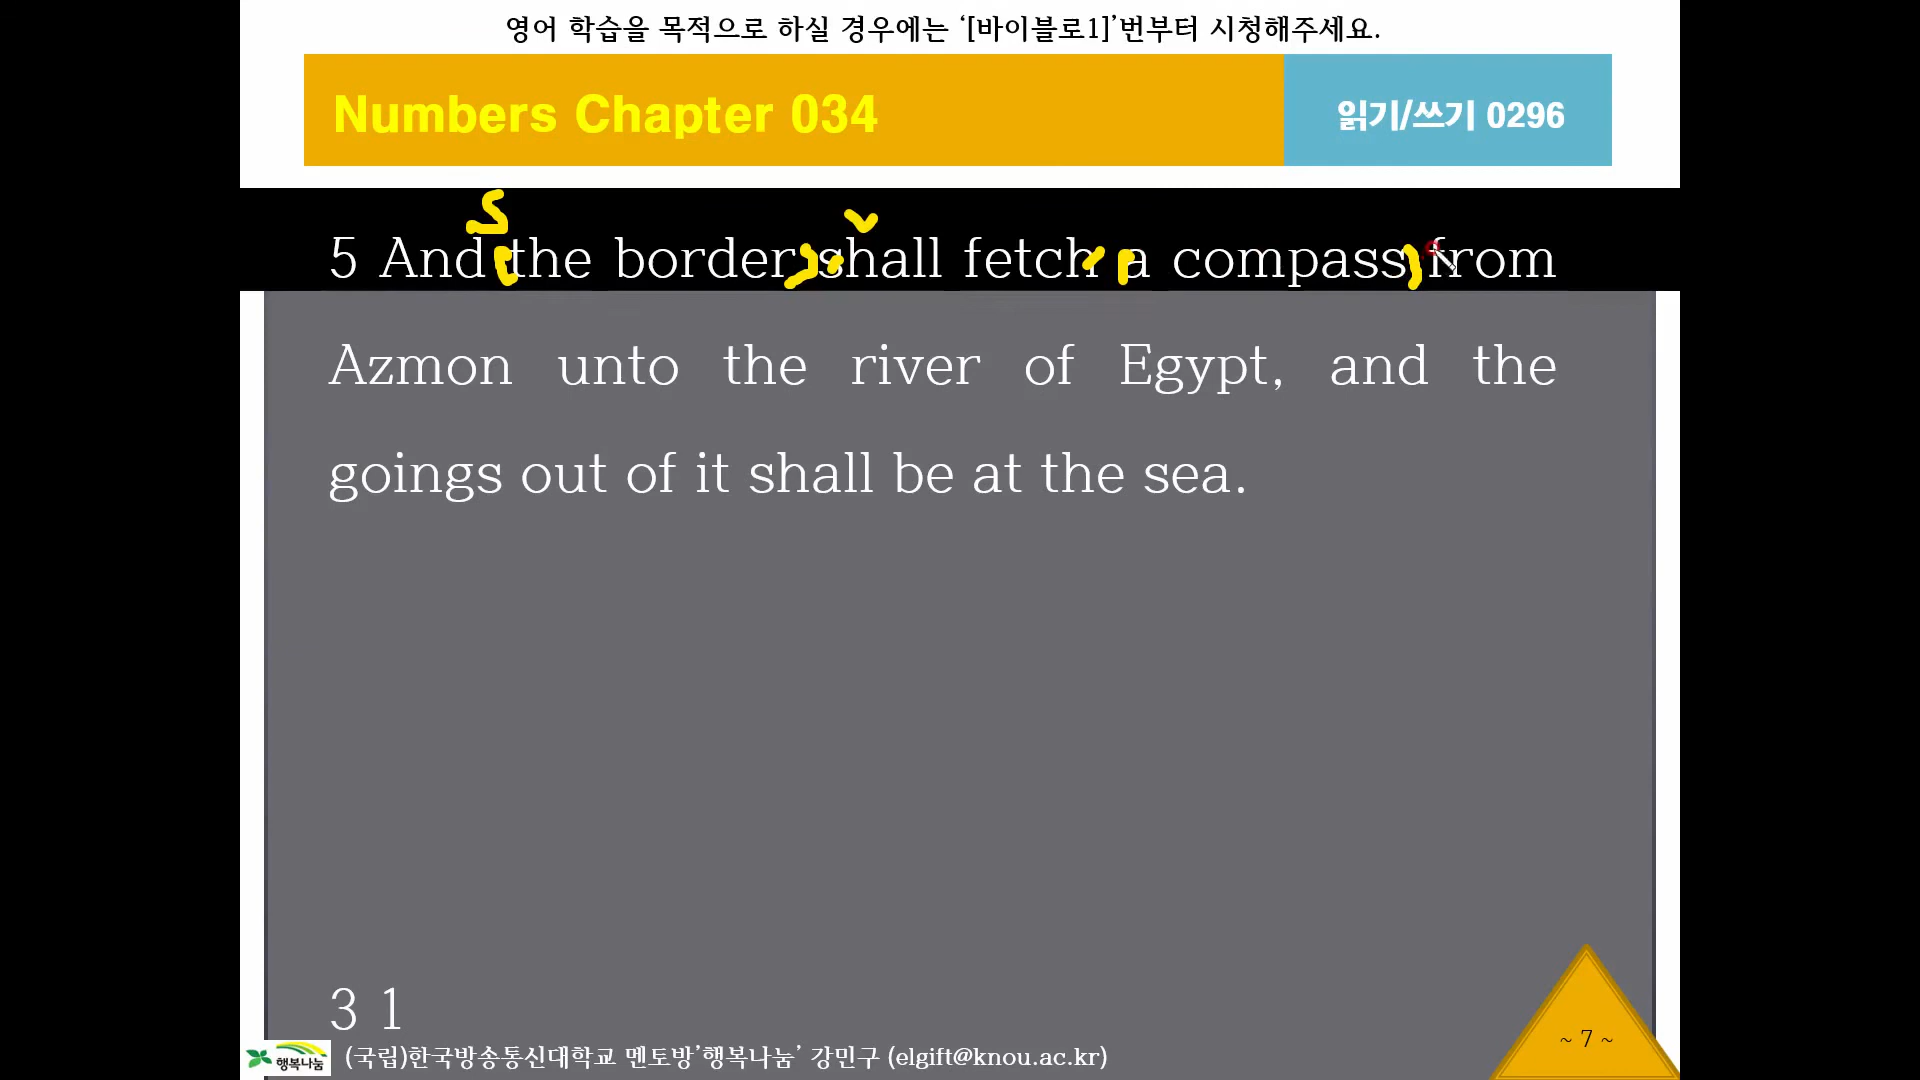 영어 학습을 목적으로 하실 경우에는 ‘[바이블로1]’번부터 시청해주세요.
Numbers Chapter 034
읽기/쓰기 0296
S
v
5 And the border shall fetch a compass from
Azmon unto the river of Egypt, and the
goings out of it shall be at the sea.
3 1
~ 7 ~
행복나눔
(국립)한국방송통신대학교 멘토방’행복나눔’ 강민구 (elgift@knou.ac.kr)